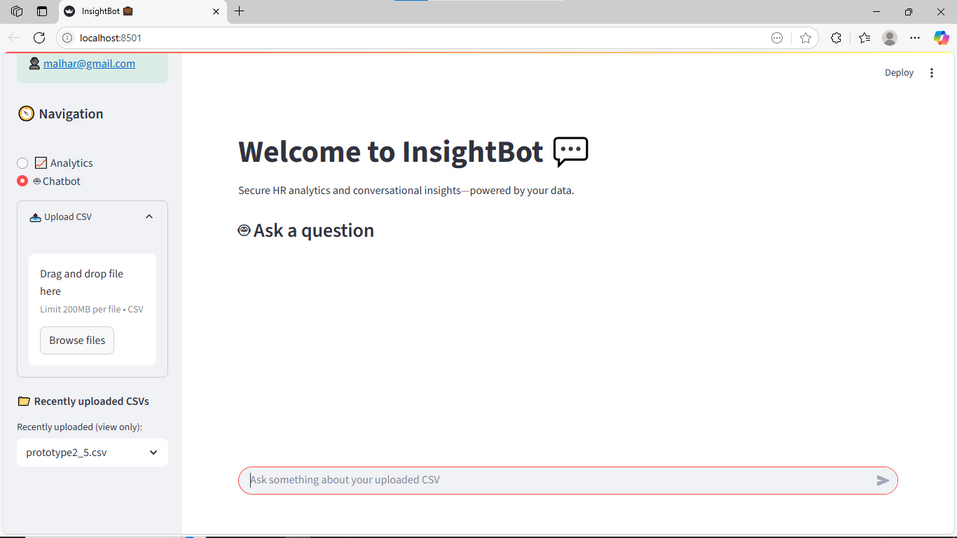 InsightBot
localhost:8501
malhar@gmail.com
Deploy
Navigation
Analytics
Chatbot
Upload CSV
Drag and drop file
here
Limit 200MB per file • CSV
Browse files
Recently uploaded CSVs
Recently uploaded (view only):
prototype2_5.csv
Welcome to InsightBot
Secure HR analytics and conversational insights—powered by your data.
Ask a question
Ask something about your uploaded CSV